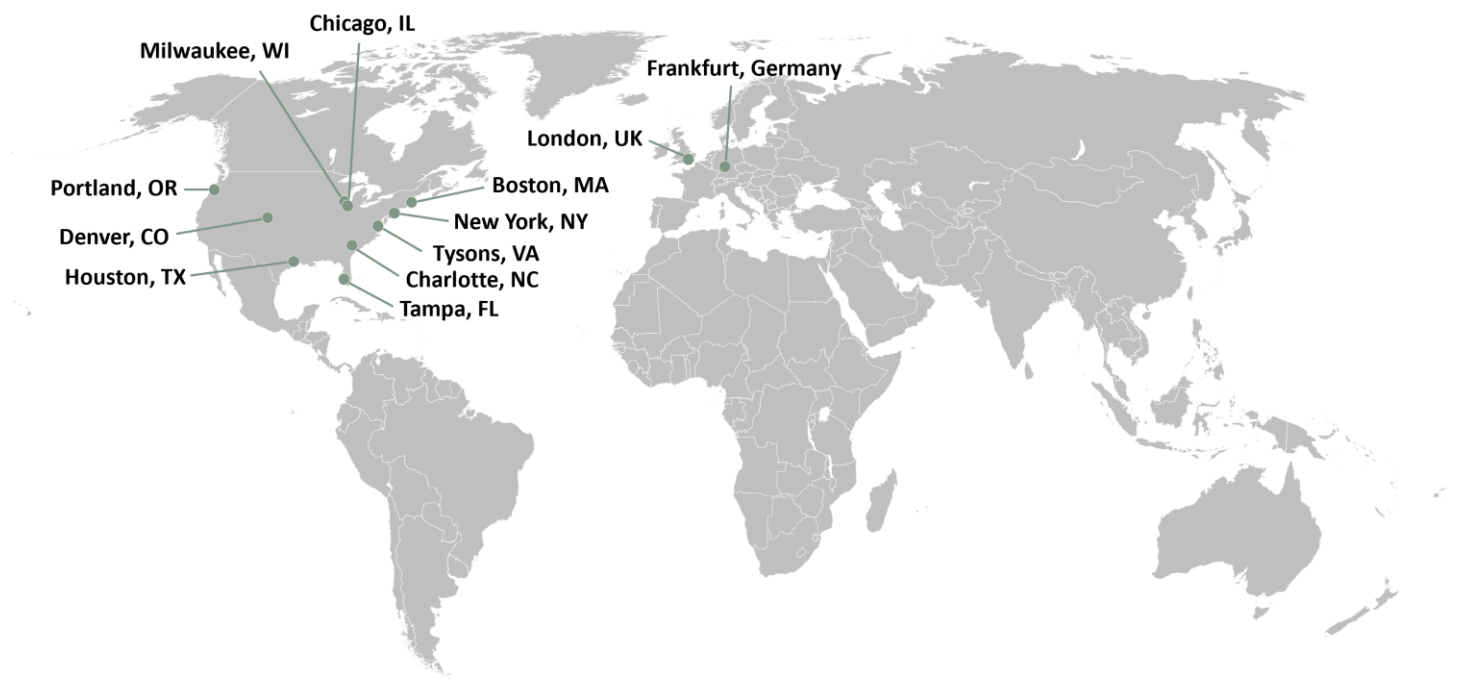 Chicago, IL
Milwaukee, WI
Frankfurt, Germany
London, UK
Portland, OR
Boston, MA
New York, NY
Denver, CO
Tysons, VA
Houston, TX
Charlotte, NC
Tampa, FL